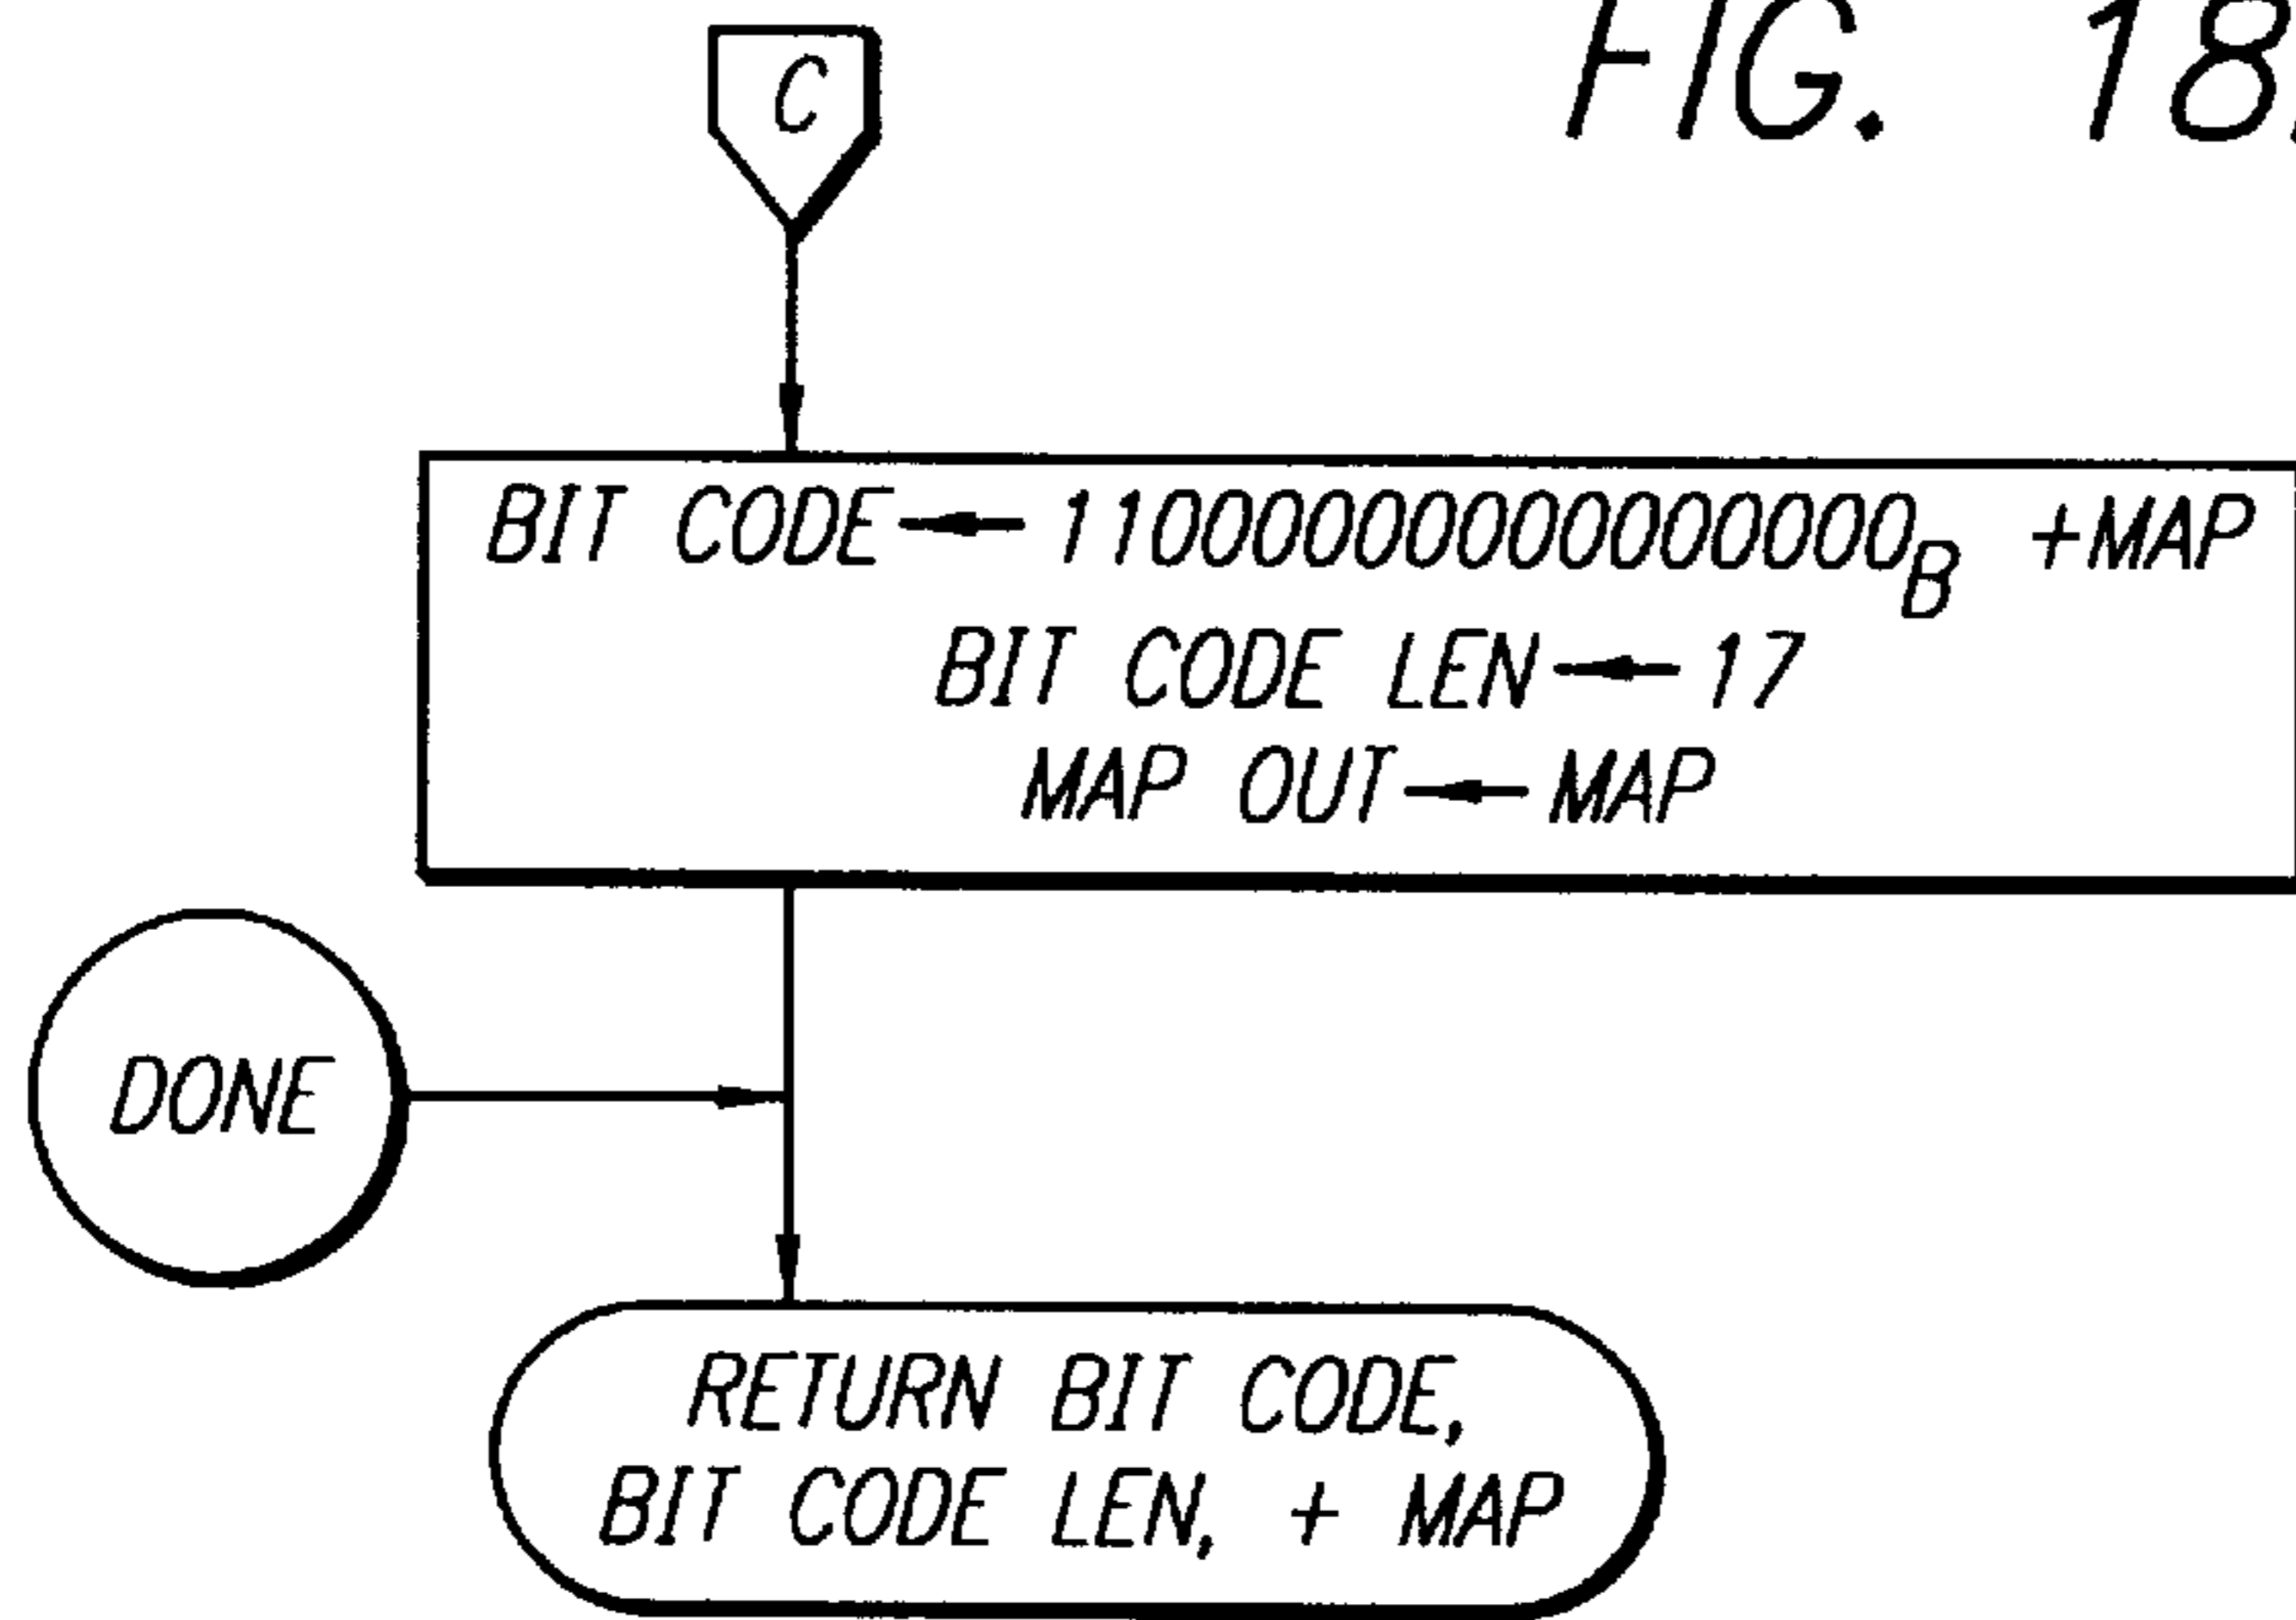 FIG. 18
C
BIT CODE ← 11000000000000000B +MAP
BIT CODE LEN ← 17
MAP OUT ← MAP
DONE
RETURN BIT CODE,
BIT CODE LEN, + MAP